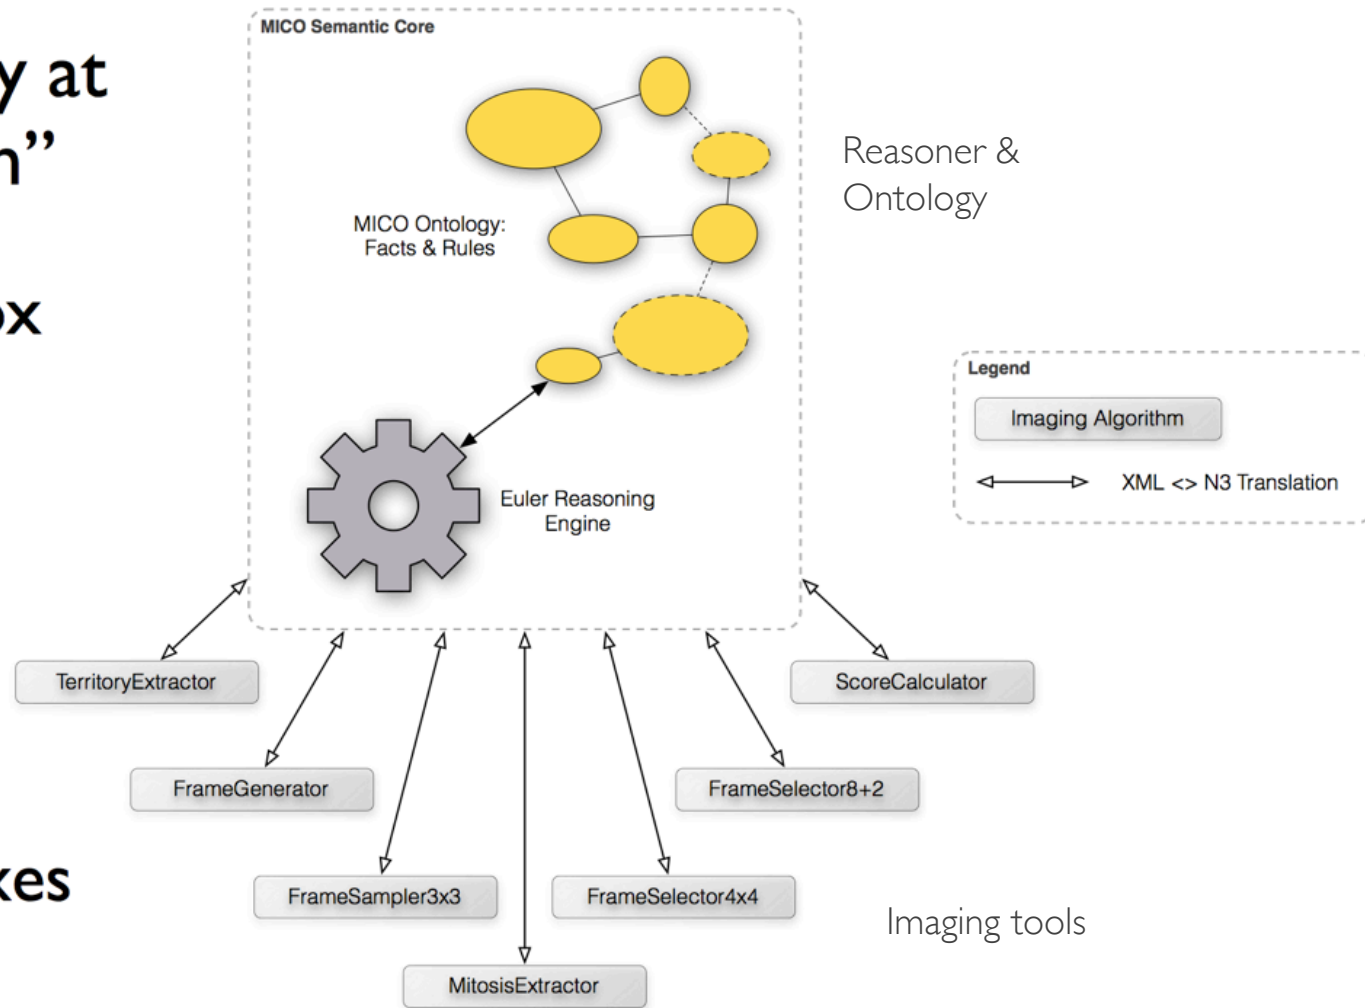 MICO Semantic Core
y at
n”
Reasoner &
Ontology
MICO Ontology:
Facts & Rules
ox
Legend
Imaging Algorithm
XML <> N3 Translation
Euler Reasoning
Engine
TerritoryExtractor
ScoreCalculator
FrameGenerator
FrameSelector8+2
kes
FrameSampler3x3
FrameSelector4x4
Imaging tools
MitosisExtractor